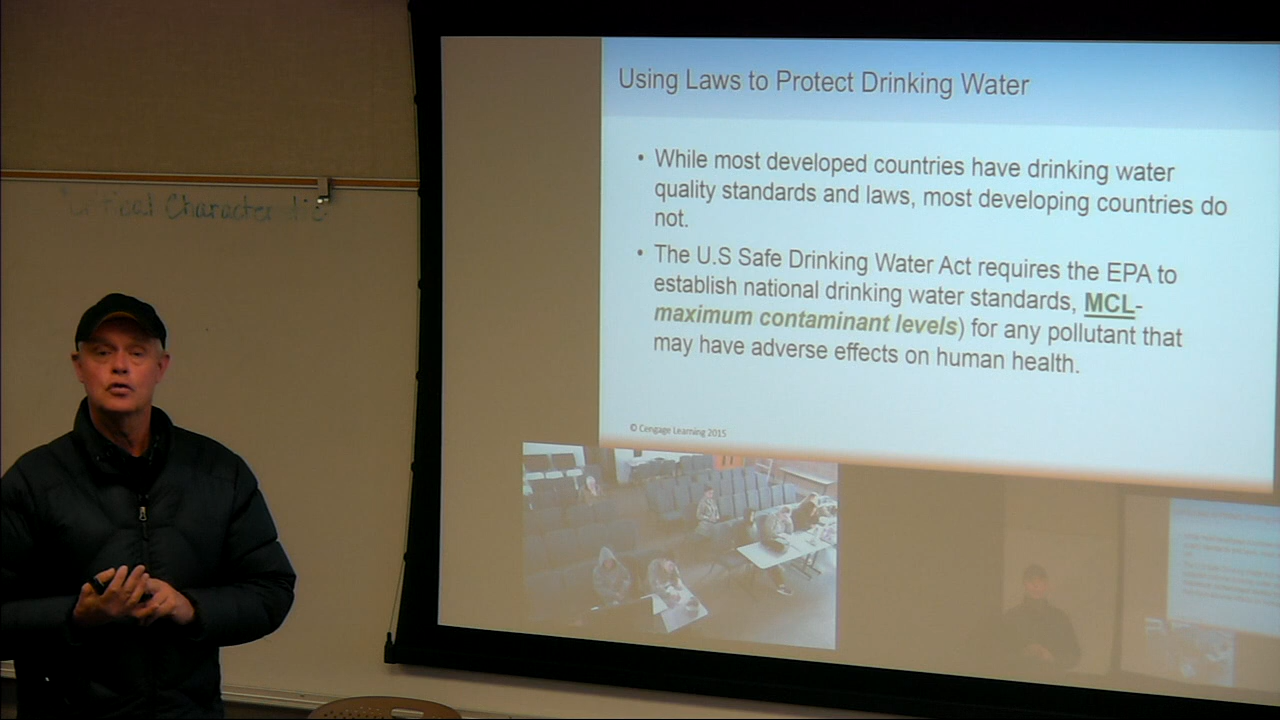 Critical Characteristic
Using Laws to Protect Drinking Water
• While most developed countries have drinking water
quality standards and laws, most developing countries do
not.
• The U.S Safe Drinking Water Act requires the EPA to
establish national drinking water standards, MCL-
maximum contaminant levels) for any pollutant that
may have adverse effects on human health.
© Cengage Learning 2015